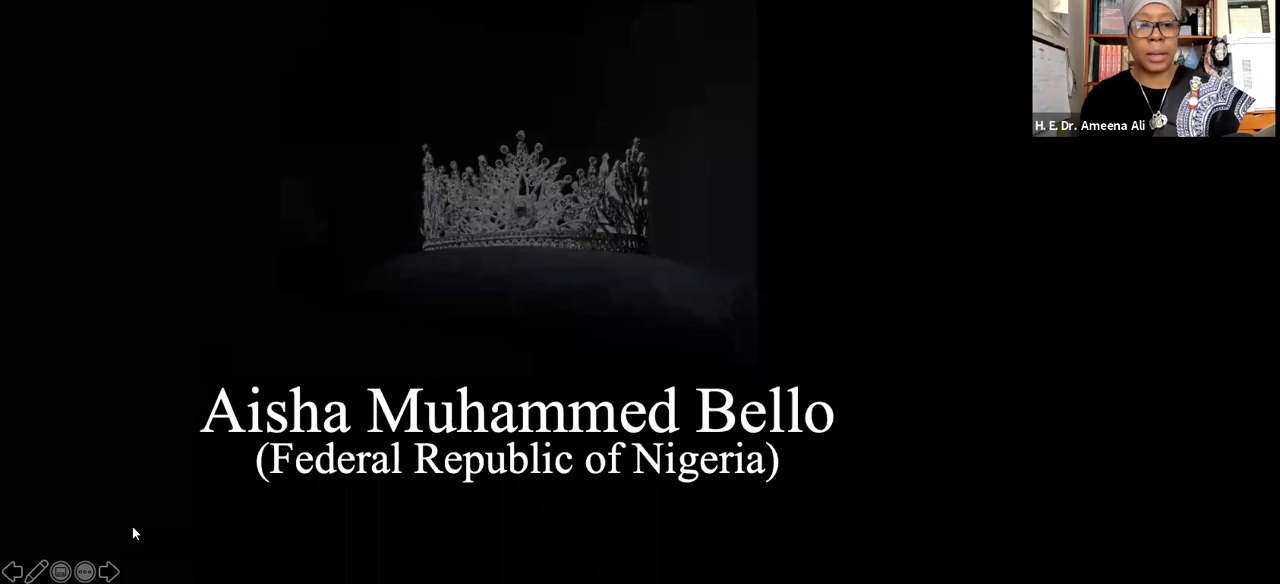 Aisha Muhammed Bello
(Federal Republic of Nigeria)
H. E. Dr. Ameena Ali